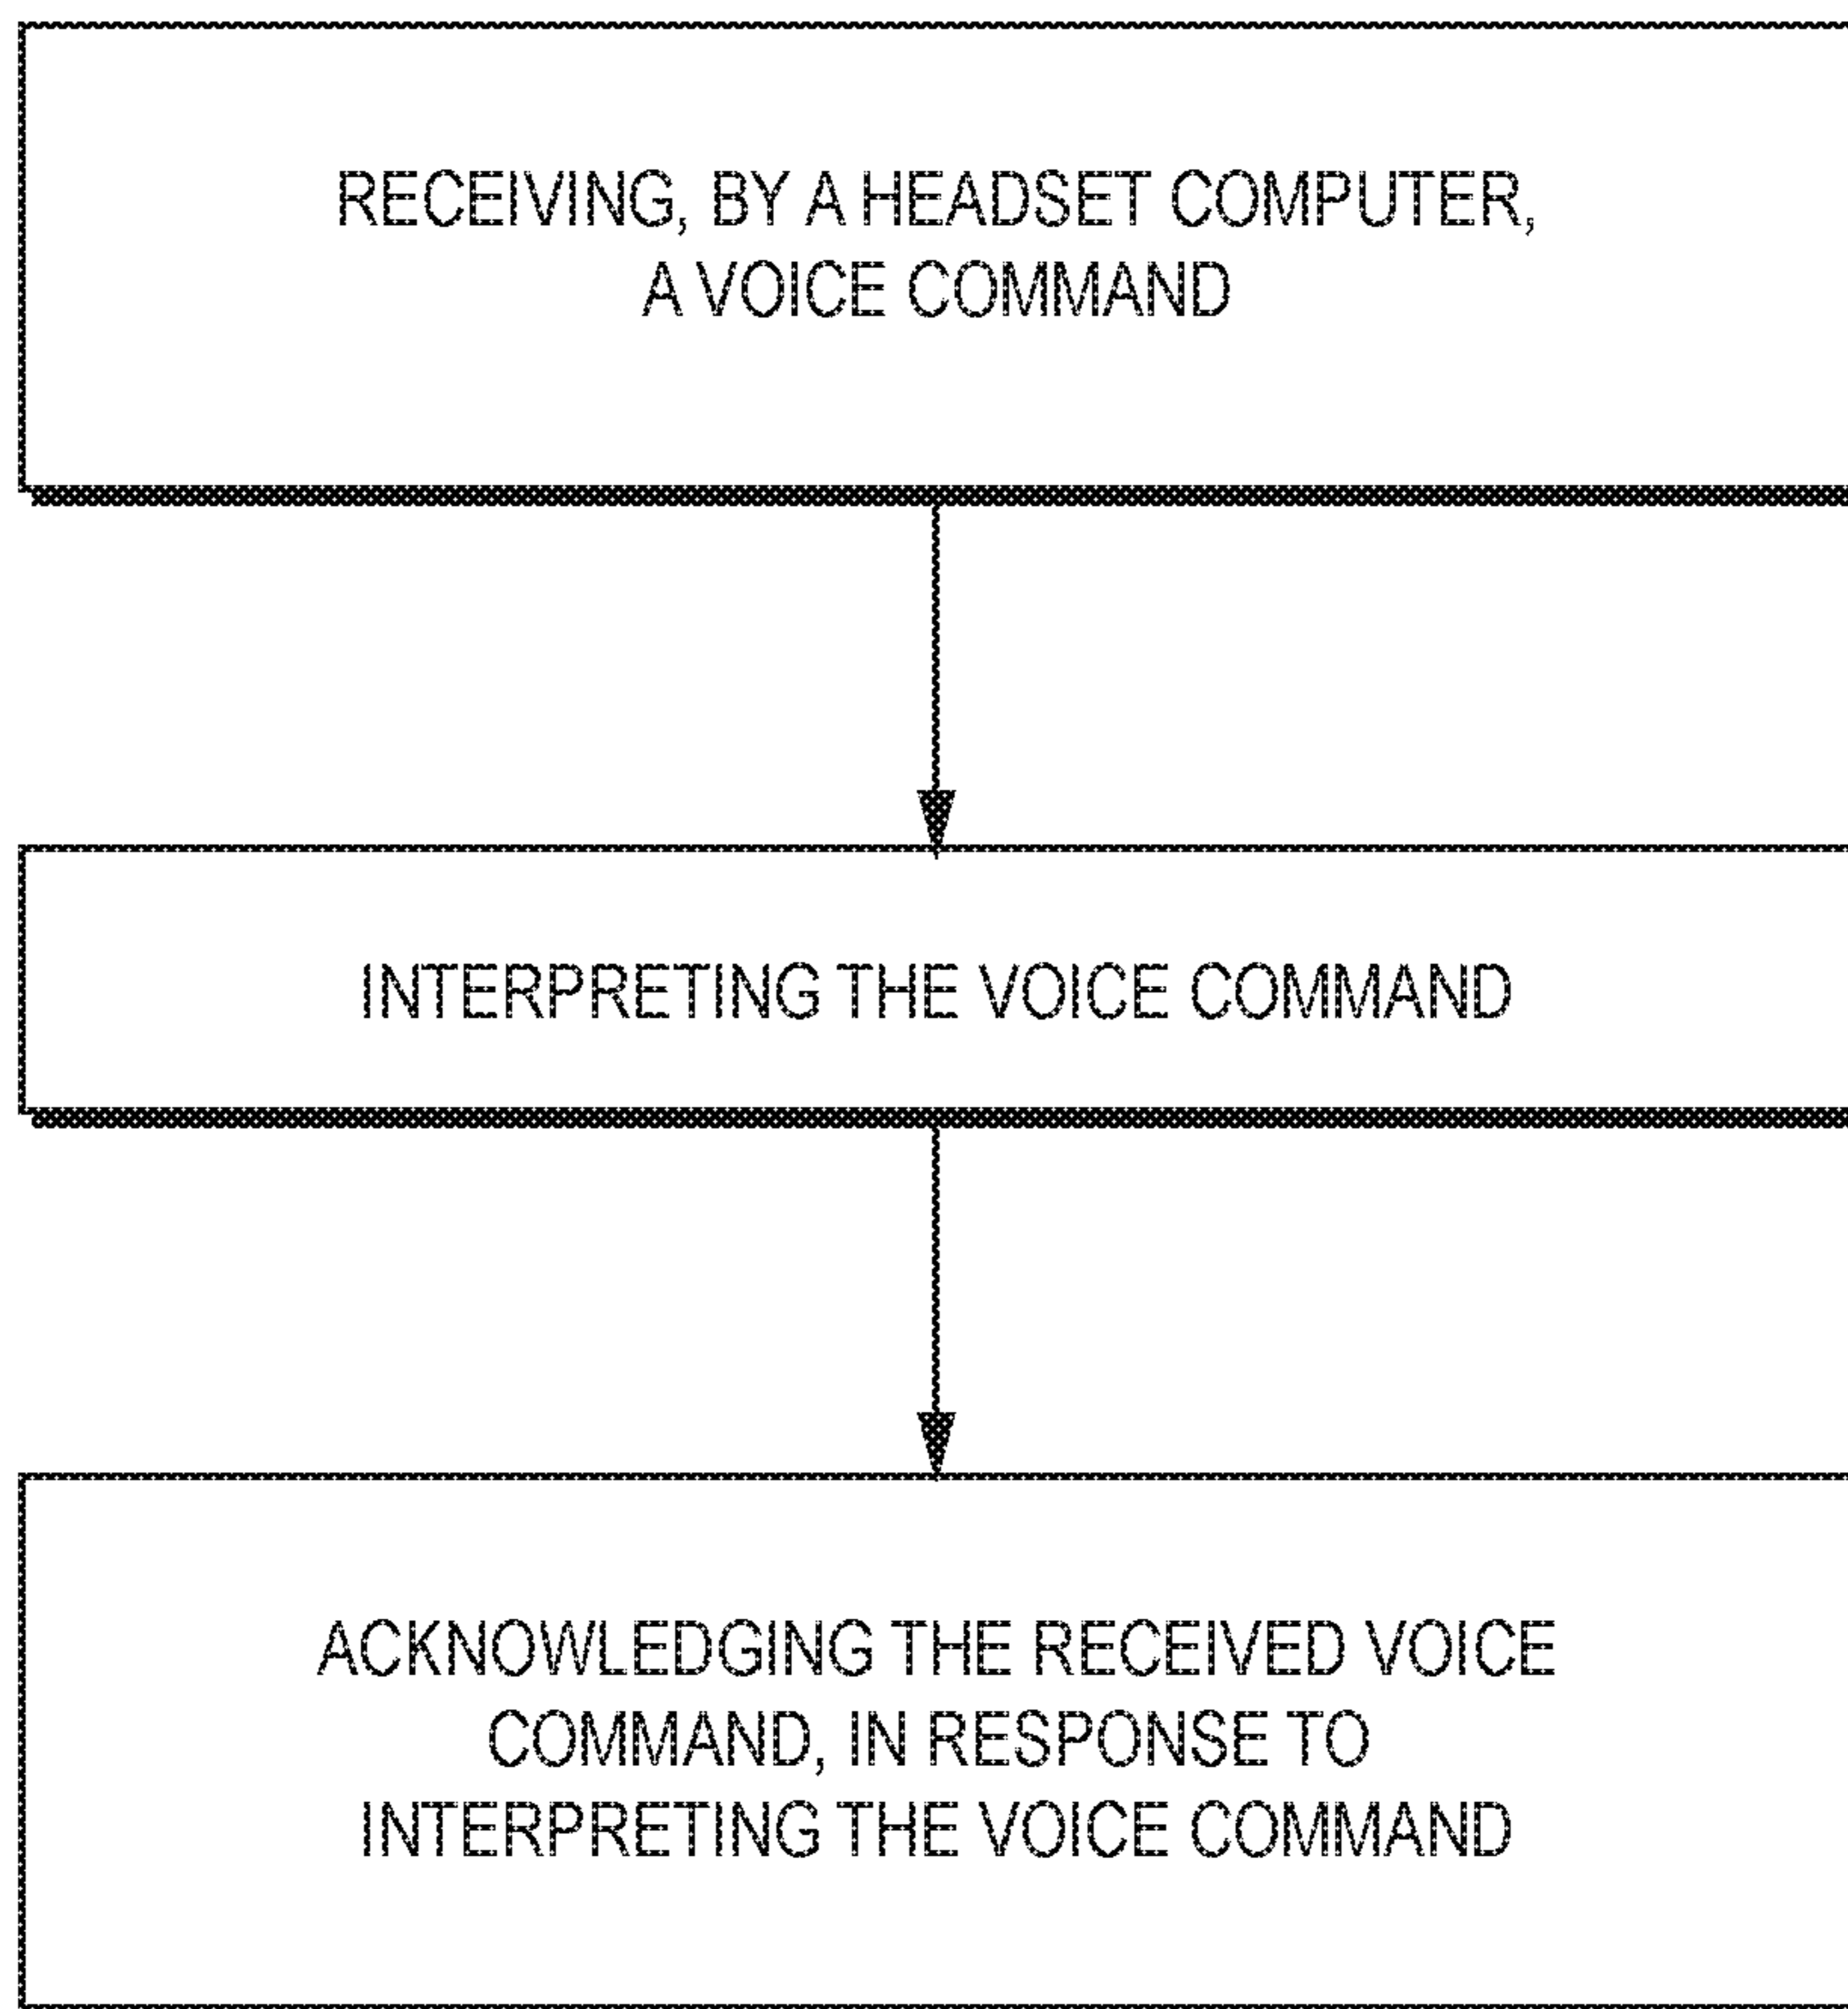 RECEIVING, BY A HEADSET COMPUTER,
A VOICE COMMAND
INTERPRETING THE VOICE COMMAND
ACKNOWLEDGING THE RECEIVED VOICE
COMMAND, IN RESPONSE TO
INTERPRETING THE VOICE COMMAND